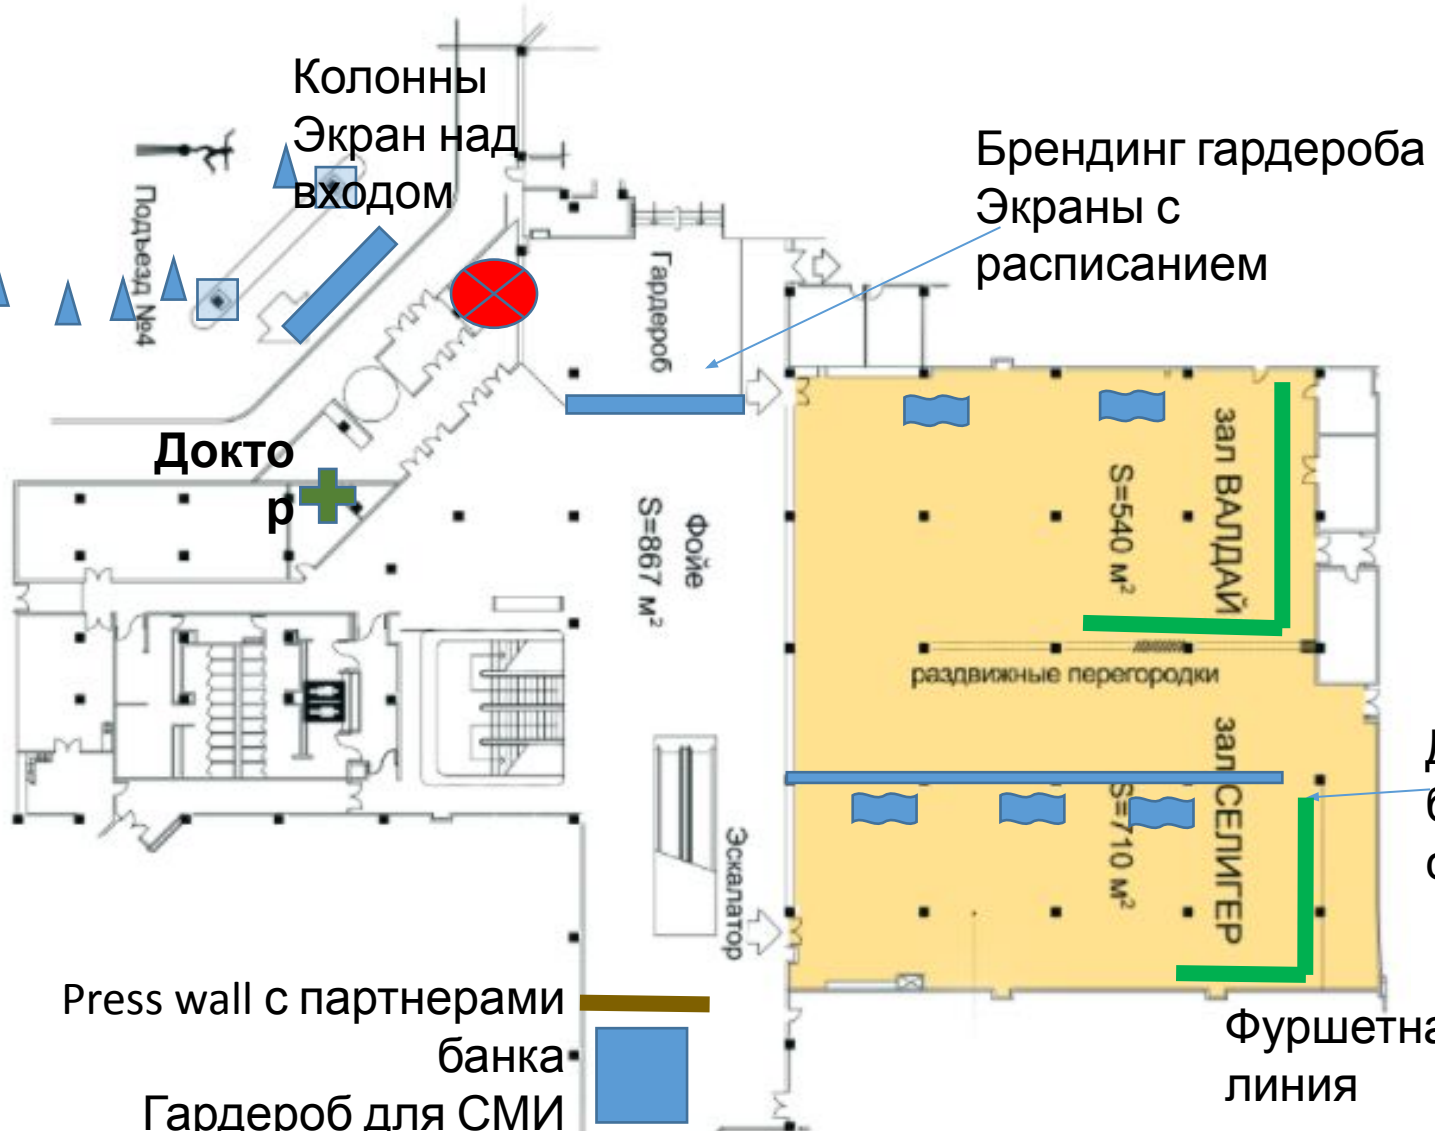 Колонны
Экран над
входом
Брендинг гардероба
Экраны с
расписанием
Подъезд №4
Гардероб
Докто
р
Фойе
S=867 м²
зал ВАЛДАЙ
S=540 м²
раздвижные перегородки
зал СЕЛИГЕР
S=710 м²
Эскалатор
Press wall с партнерами
банка
Гардероб для СМИ
Фуршетна
линия